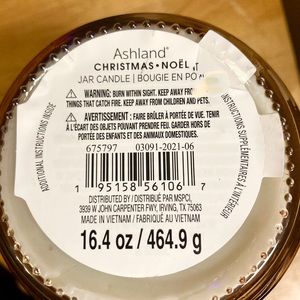 Ashland®
CHRISTMAS•NOËL
JAR CANDLE | BOUGIE EN PO
WARNING: BURN WITHIN SIGHT. KEEP AWAY FROM
THINGS THAT CATCH FIRE. KEEP AWAY FROM CHILDREN AND PETS.
AVERTISSEMENT : FAIRE BRÛLER À PORTÉE DE VUE. TENIR
À L'ÉCART DES OBJETS POUVANT PRENDRE FEU. GARDER HORS DE
PORTÉE DES ENFANTS ET DES ANIMAUX DOMESTIQUES.
675797 03091-2021-06
1 95158 56106 7
DISTRIBUTED BY / DISTRIBUÉ PAR MSPCI,
3939 W JOHN CARPENTER FWY, IRVING, TX 75063
MADE IN VIETNAM / FABRIQUÉ AU VIETNAM
16.4 oz / 464.9 g
ADDITIONAL INSTRUCTIONS INSIDE
INSTRUCTIONS SUPPLÉMENTAIRES À L'INTÉRIEUR